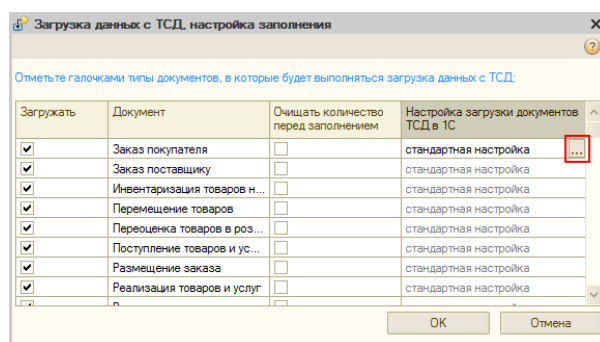 Загрузка данных с ТСД, настройка заполнения
Отметьте галочками типы документов, в которые будет выполняться загрузка данных с ТСД:
Загружать Документ Очищать количество перед заполнением Настройка загрузки документов ТСД в 1С
Заказ покупателя стандартная настройка ...
Заказ поставщику стандартная настройка
Инвентаризация товаров н... стандартная настройка
Перемещение товаров стандартная настройка
Переоценка товаров в роз... стандартная настройка
Поступление товаров и ус... стандартная настройка
Размещение заказа стандартная настройка
Реализация товаров и услуг стандартная настройка
OK Отмена